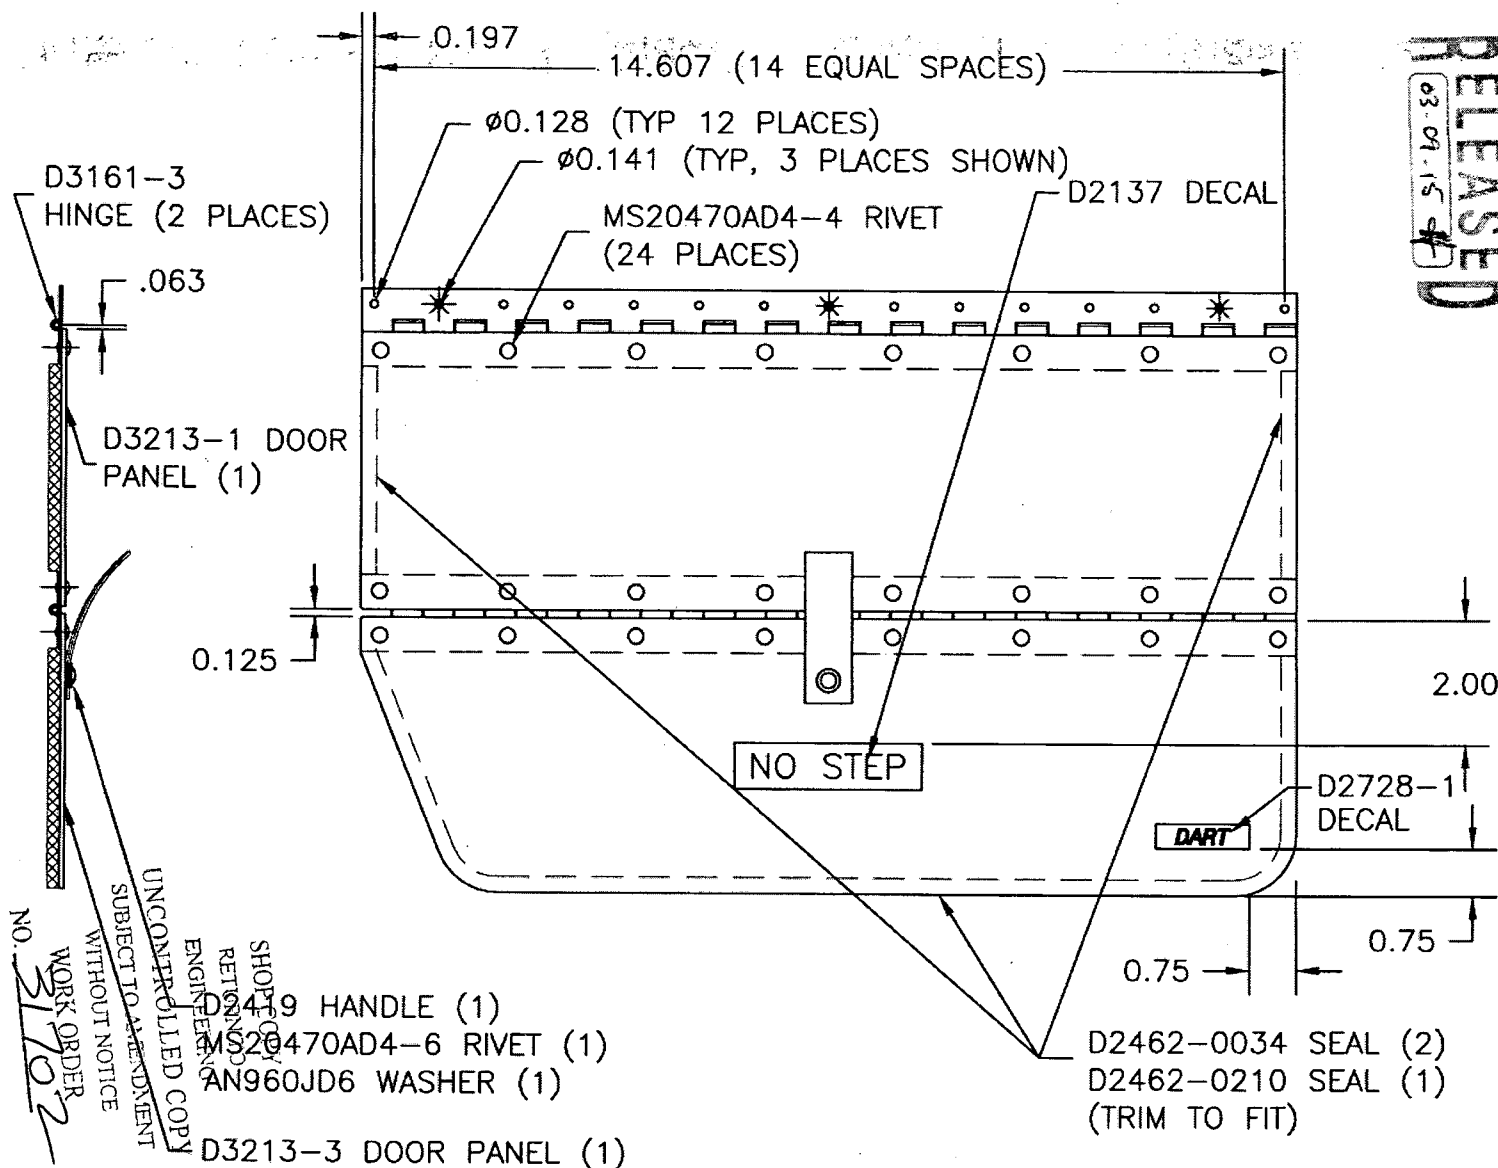 0.197
14.607 (14 EQUAL SPACES)
ø0.128 (TYP 12 PLACES)
ø0.141 (TYP, 3 PLACES SHOWN)
D3161-3
HINGE (2 PLACES)
MS20470AD4-4 RIVET
(24 PLACES)
D2137 DECAL
RELEASED
03.09.15
.063
D3213-1 DOOR
PANEL (1)
0.125
2.00
NO STEP
D2728-1
DECAL
DART
0.75
0.75
D2419 HANDLE (1)
MS20470AD4-6 RIVET (1)
AN960JD6 WASHER (1)
D3213-3 DOOR PANEL (1)
D2462-0034 SEAL (2)
D2462-0210 SEAL (1)
(TRIM TO FIT)
SHOP COPY
RETURN TO
ENGINEERING
UNCONTROLLED COPY
SUBJECT TO AMENDMENT
WITHOUT NOTICE
WORK ORDER
NO. 31702